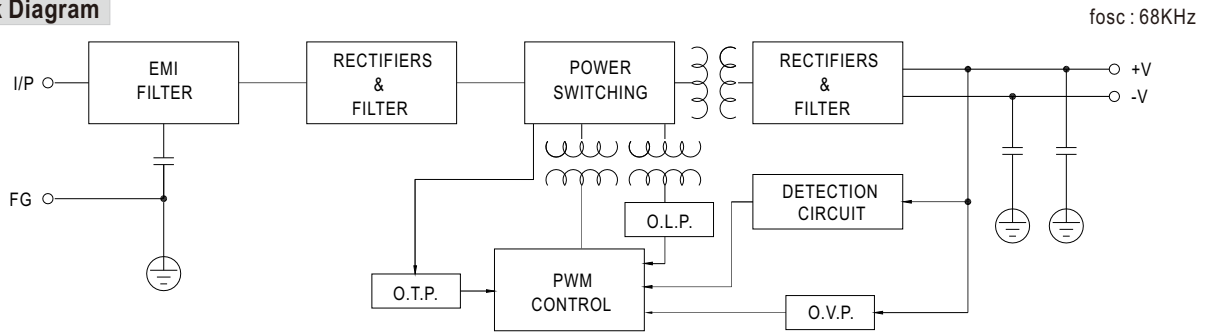 Diagram
fosc : 68KHz
I/P
EMI
FILTER
RECTIFIERS
&
FILTER
POWER
SWITCHING
RECTIFIERS
&
FILTER
+V
-V
FG
DETECTION
CIRCUIT
O.L.P.
O.T.P.
PWM
CONTROL
O.V.P.